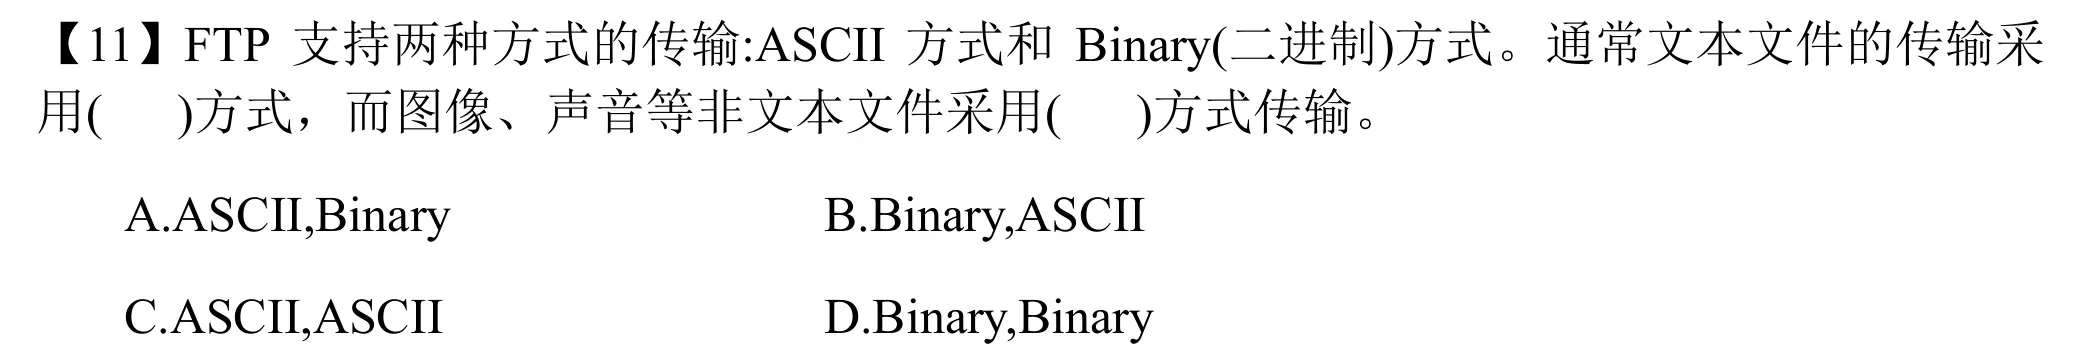 【11】FTP 支持两种方式的传输:ASCII 方式和 Binary(二进制)方式。通常文本文件的传输采
用( )方式，而图像、声音等非文本文件采用( )方式传输。
A.ASCII,Binary B.Binary,ASCII
C.ASCII,ASCII D.Binary,Binary